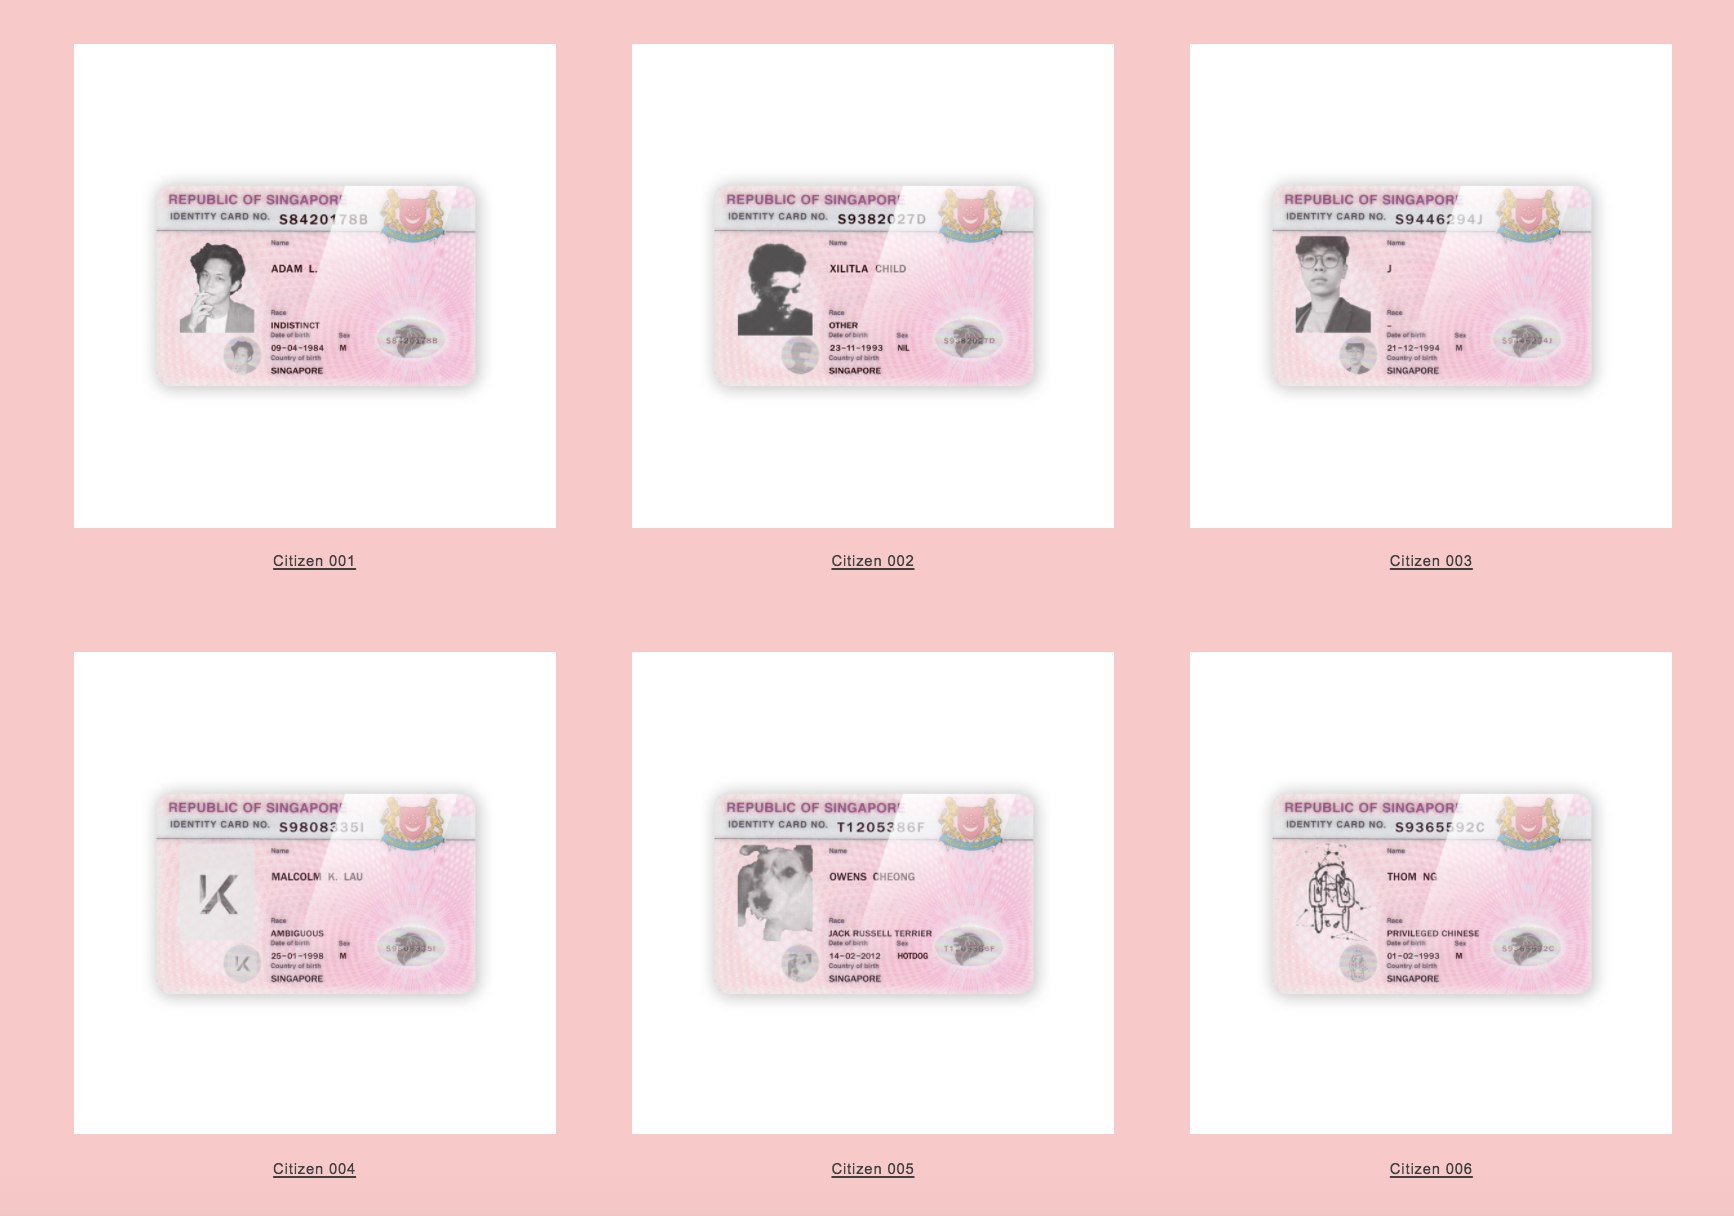 REPUBLIC OF SINGAPORE
IDENTITY CARD NO. S8420178B
Name
ADAM L.
Race
INDISTINCT
Date of birth Sex
09-04-1984 M
Country of birth
SINGAPORE
S8420178B
Citizen 001
REPUBLIC OF SINGAPORE
IDENTITY CARD NO. S9382027D
Name
XILITLA CHILD
Race
OTHER
Date of birth Sex
23-11-1993 NIL
Country of birth
SINGAPORE
S9382027D
Citizen 002
REPUBLIC OF SINGAPORE
IDENTITY CARD NO. S9446294J
Name
J
Race
–
Date of birth Sex
21-12-1994 M
Country of birth
SINGAPORE
S9446294J
Citizen 003
REPUBLIC OF SINGAPORE
IDENTITY CARD NO. S9808335I
Name
MALCOLM K. LAU
K
Race
AMBIGUOUS
Date of birth Sex
25-01-1998 M
K
Country of birth
SINGAPORE
S9808335I
Citizen 004
REPUBLIC OF SINGAPORE
IDENTITY CARD NO. T1205386F
Name
OWENS CHEONG
Race
JACK RUSSELL TERRIER
Date of birth Sex
14-02-2012 HOTDOG
Country of birth
SINGAPORE
T1205386F
Citizen 005
REPUBLIC OF SINGAPORE
IDENTITY CARD NO. S9365592C
Name
THOM NG
Race
PRIVILEGED CHINESE
Date of birth Sex
01-02-1993 M
Country of birth
SINGAPORE
S9365592C
Citizen 006